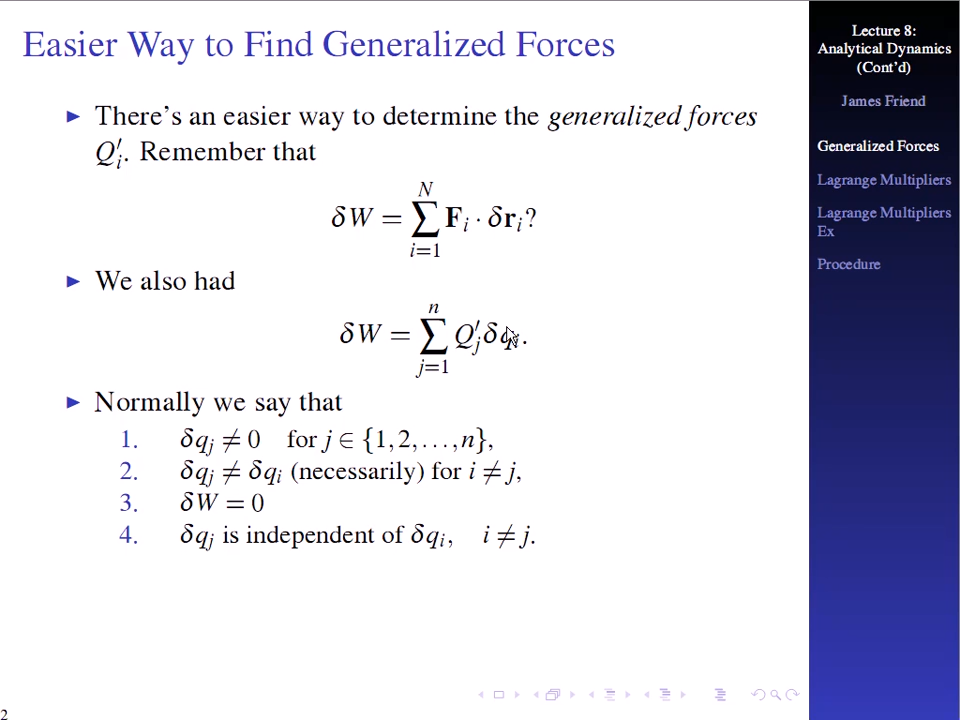 Easier Way to Find Generalized Forces
▶ There's an easier way to determine the generalized forces
Q′ᵢ. Remember that
δW = ∑_{i=1}^{N} Fᵢ · δrᵢ?
▶ We also had
δW = ∑_{j=1}^{n} Q′ⱼδqⱼ.
▶ Normally we say that
1. δqⱼ ≠ 0 for j ∈ {1, 2, . . . , n},
2. δqⱼ ≠ δqᵢ (necessarily) for i ≠ j,
3. δW = 0
4. δqⱼ is independent of δqᵢ, i ≠ j.
Lecture 8:
Analytical Dynamics
(Cont'd)
James Friend
Generalized Forces
Lagrange Multipliers
Lagrange Multipliers
Ex
Procedure
2